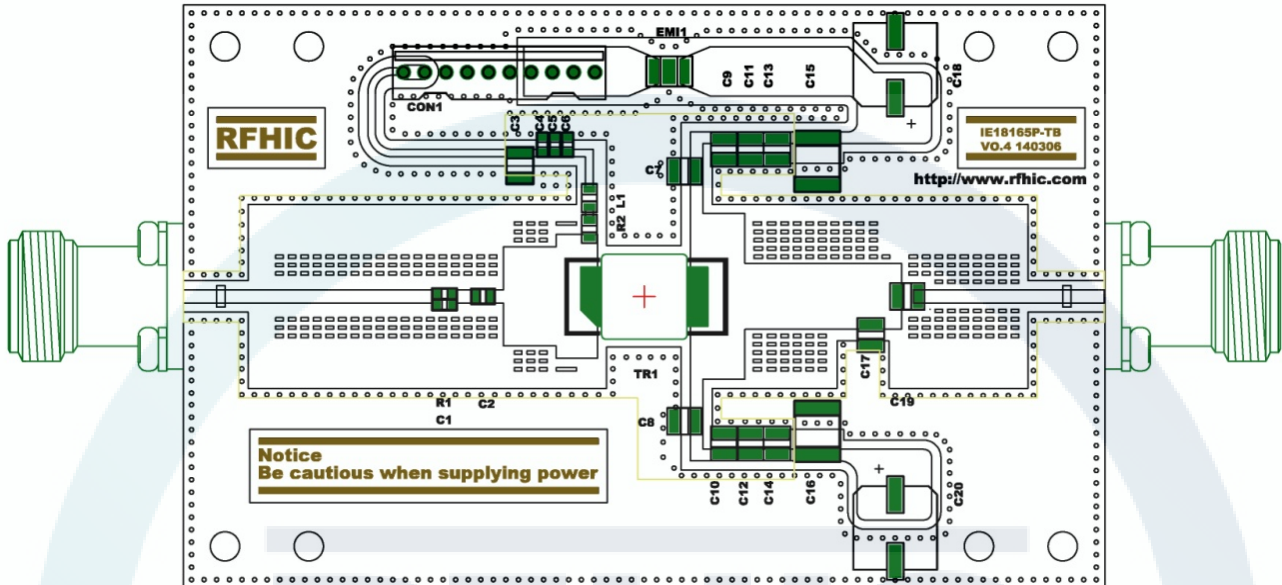 EMI1
C9
C11
C13
C15
C18
CON1
RFHIC
C3
C4
C5
C6
IE18165P-TB
VO.4 140306
C7
http://www.rfhic.com
L1
R2
TR1
C17
R1
C2
C19
C1
C8
Notice
Be cautious when supplying power
C10
C12
C14
C16
C20